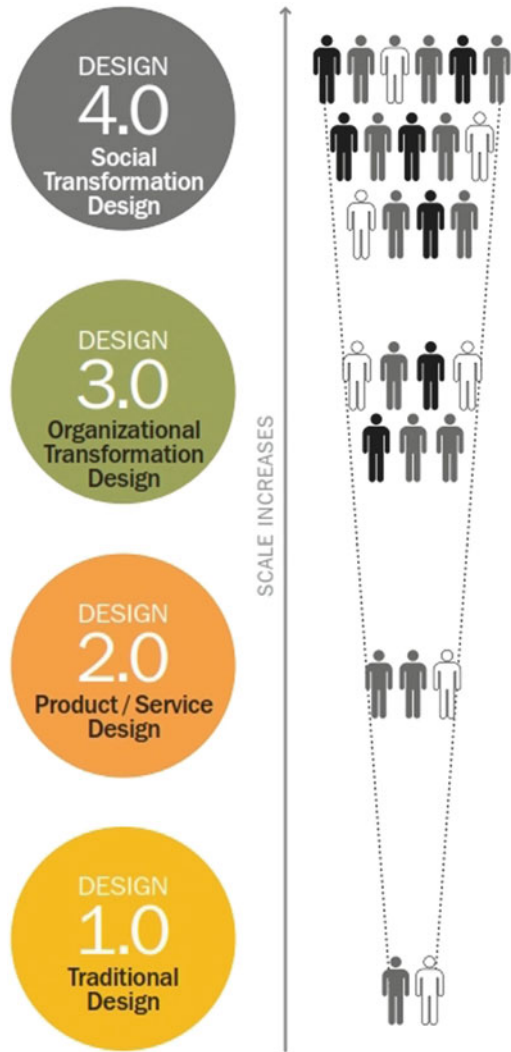 DESIGN
4.0
Social
Transformation
Design
DESIGN
3.0
Organizational
Transformation
Design
DESIGN
2.0
Product / Service
Design
DESIGN
1.0
Traditional
Design
SCALE INCREASES